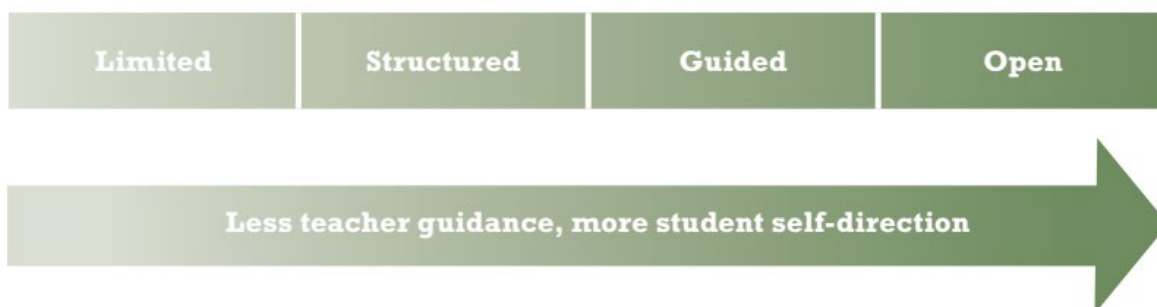 Limited Structured Guided Open
Less teacher guidance, more student self-direction